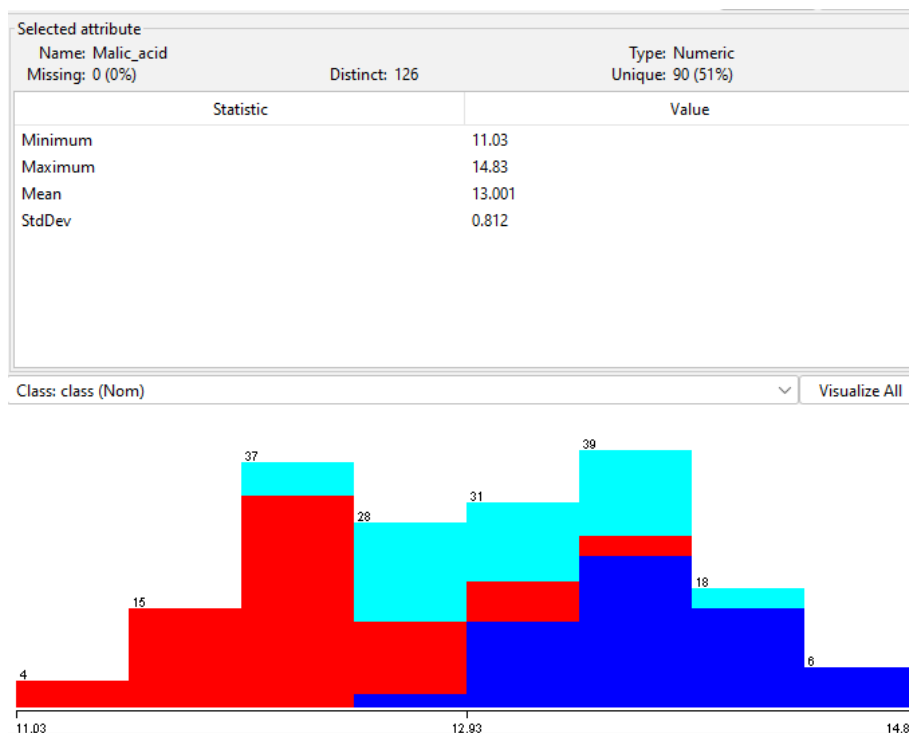 Selected attribute
Name: Malic_acid Type: Numeric
Missing: 0 (0%) Distinct: 126 Unique: 90 (51%)
Statistic Value
Minimum 11.03
Maximum 14.83
Mean 13.001
StdDev 0.812
Class: class (Nom) Visualize All
39
37
31
28
18
15
6
4
11.03 12.93 14.8